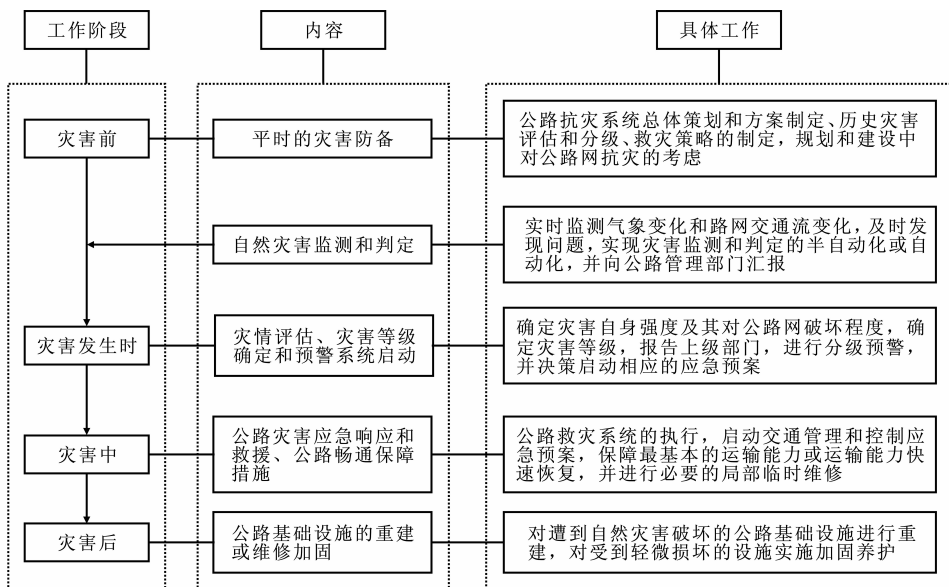 工作阶段
内容
具体工作
灾害前
平时的灾害防备
公路抗灾系统总体策划和方案制定、历史灾害
评估和分级、救灾策略的制定，规划和建设中
对公路网抗灾的考虑
自然灾害监测和判定
实时监测气象变化和路网交通流变化，及时发
现问题，实现灾害监测和判定的半自动化或
自动化，并向公路管理部门汇报
灾害发生时
灾情评估、灾害等级
确定和预警系统启动
确定灾害自身强度及其对公路网破坏程度，确
定灾害等级，报告上级部门，进行分级预警，
并决策启动相应的应急预案
灾害中
公路灾害应急响应和
救援、公路畅通保障
措施
公路救灾系统的执行，启动交通管理和控制应
急预案，保障最基本的运输能力或运输能力快
速恢复，并进行必要的局部临时维修
灾害后
公路基础设施的重建
或维修加固
对遭到自然灾害破坏的公路基础设施进行重
建，对受到轻微损坏的设施实施加固养护